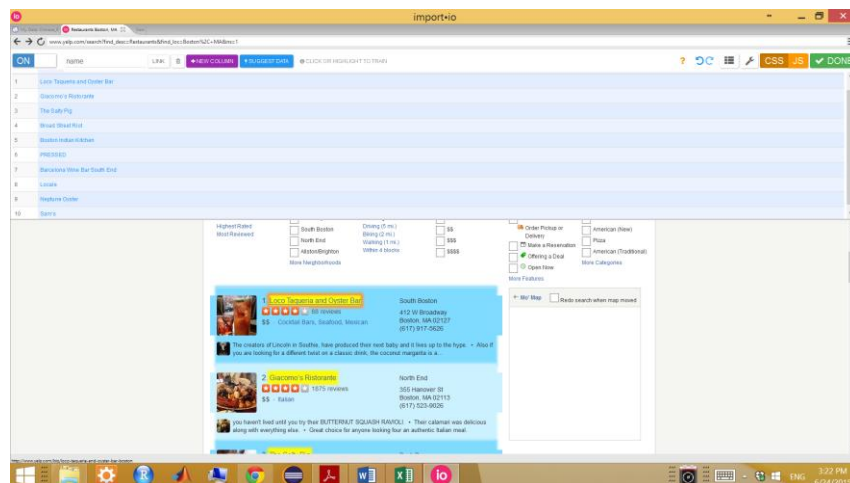 import•io
Restaurants Boston, MA
www.yelp.com/search?find_desc=Restaurants&find_loc=Boston%2C+MA&ns=1
ON name LINK +NEW COLUMN +SUGGEST DATA CLICK OR HIGHLIGHT TO TRAIN ? CSS JS DONE
1 Loco Taqueria and Oyster Bar
2 Giacomo's Ristorante
3 The Salty Pig
4 Broad Street Riot
5 Boston Indian Kitchen
6 PRESSED
7 Barcelona Wine Bar South End
8 Locale
9 Neptune Oyster
10 Sam's
Highest Rated
Most Reviewed
South Boston
North End
Allston/Brighton
More Neighborhoods
Driving (5 mi.)
Biking (2 mi.)
Walking (1 mi.)
Within 4 blocks
$$
$$$
$$$$
Order Pickup or
Delivery
Make a Reservation
Offering a Deal
Open Now
More Features
American (New)
Pizza
American (Traditional)
More Categories
1. Loco Taqueria and Oyster Bar
68 reviews
$$ · Cocktail Bars, Seafood, Mexican
South Boston
412 W Broadway
Boston, MA 02127
(617) 917-5626
The creators of Lincoln in Southie, have produced their next baby and it lives up to the hype. • Also if
you are looking for a different twist on a classic drink, the coconut margarita is a...
← Mo' Map Redo search when map moved
2. Giacomo's Ristorante
1675 reviews
$$ · Italian
North End
355 Hanover St
Boston, MA 02113
(617) 523-9026
you haven't lived until you try their BUTTERNUT SQUASH RAVIOLI • Their calamari was delicious
along with everything else. • Great choice for anyone looking for an authentic Italian meal.
http://www.yelp.com/biz/loco-taqueria-and-oyster-bar-boston
io
ENG
3:22 PM